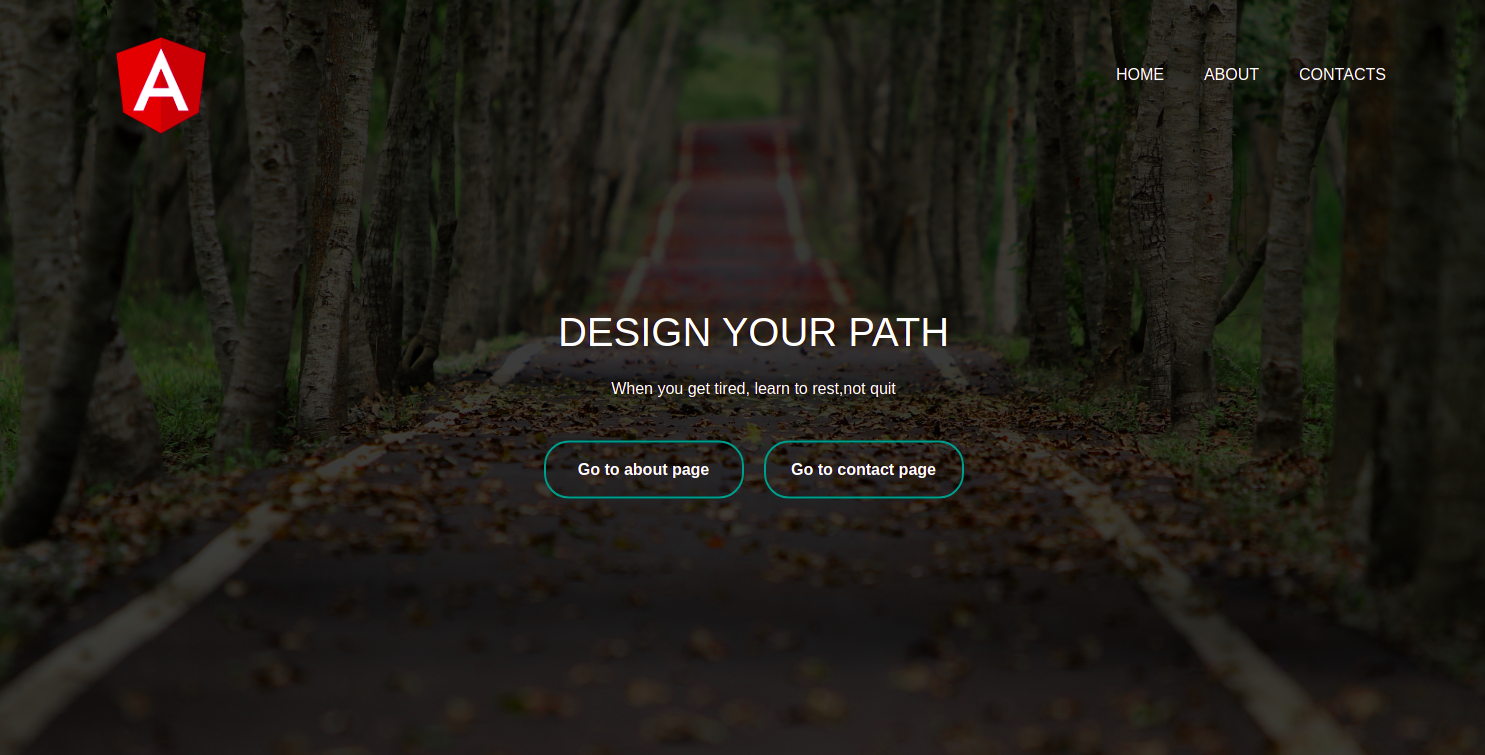 A
HOME ABOUT CONTACTS
DESIGN YOUR PATH
When you get tired, learn to rest,not quit
Go to about page Go to contact page